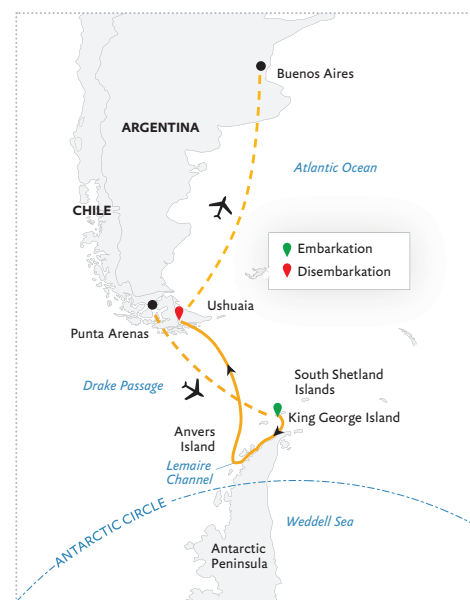 Buenos Aires
ARGENTINA
Atlantic Ocean
CHILE
Embarkation
Disembarkation
Ushuaia
Punta Arenas
South Shetland
Islands
Drake Passage
King George Island
Anvers
Island
Lemaire
Channel
ANTARCTIC CIRCLE
Weddell Sea
Antarctic
Peninsula